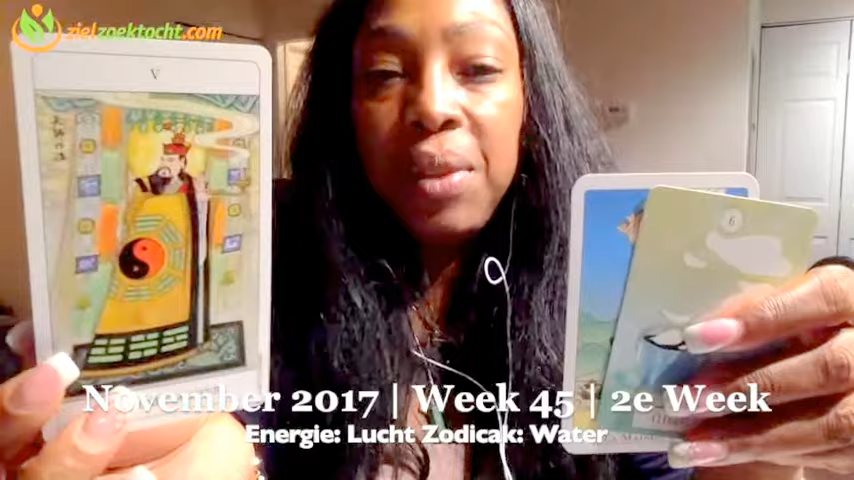 zielzoektocht.com
V
6
November 2017 | Week 45 | 2e Week
Energie: Lucht Zodicak: Water